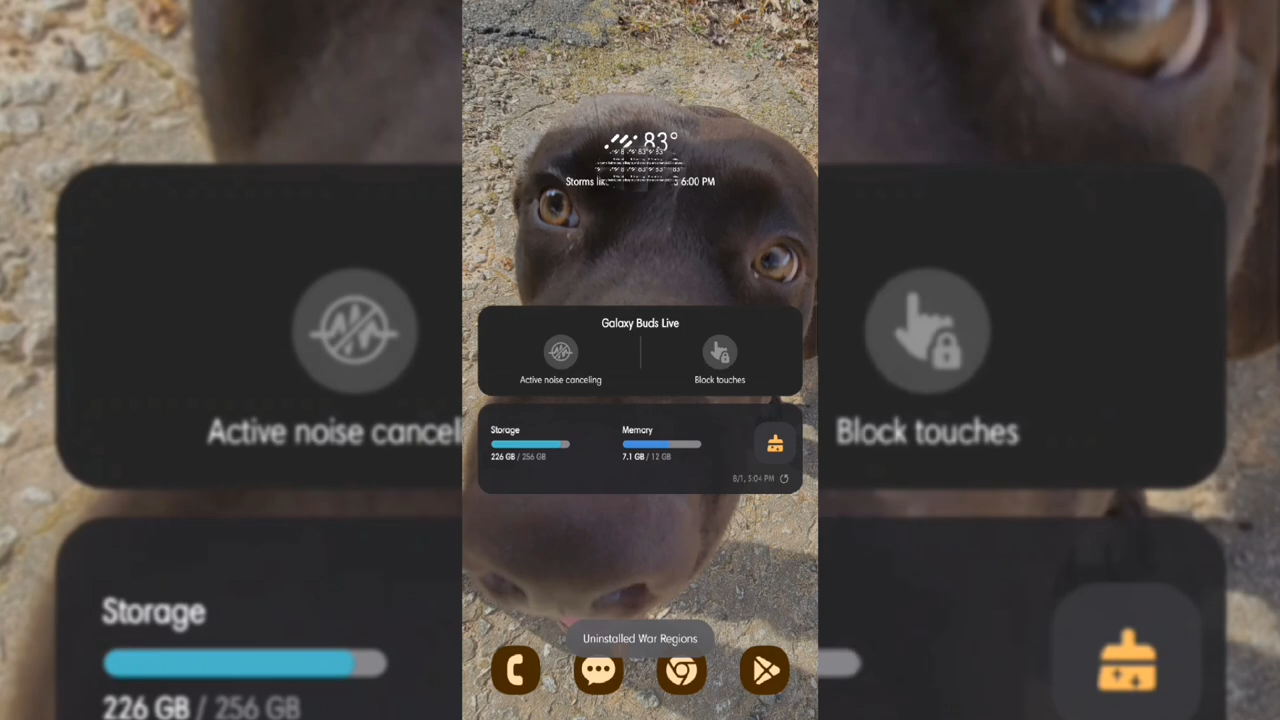 83°
Storms
6:00 PM
Galaxy Buds Live
Active noise canceling
Block touches
Storage
Memory
226 GB / 256 GB
7.1 GB / 12 GB
8/1, 5:04 PM
Uninstalled War Regions
Active noise cancel
Block touches
Storage
226 GB / 256 GB